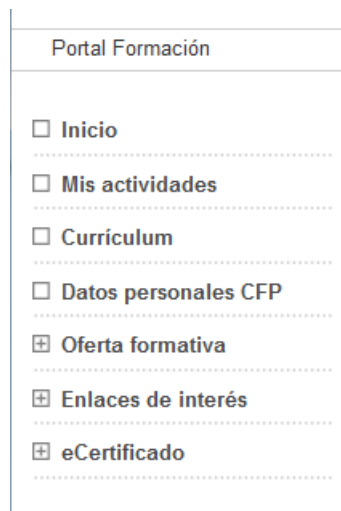 Portal Formación
Inicio
Mis actividades
Currículum
Datos personales CFP
Oferta formativa
Enlaces de interés
eCertificado